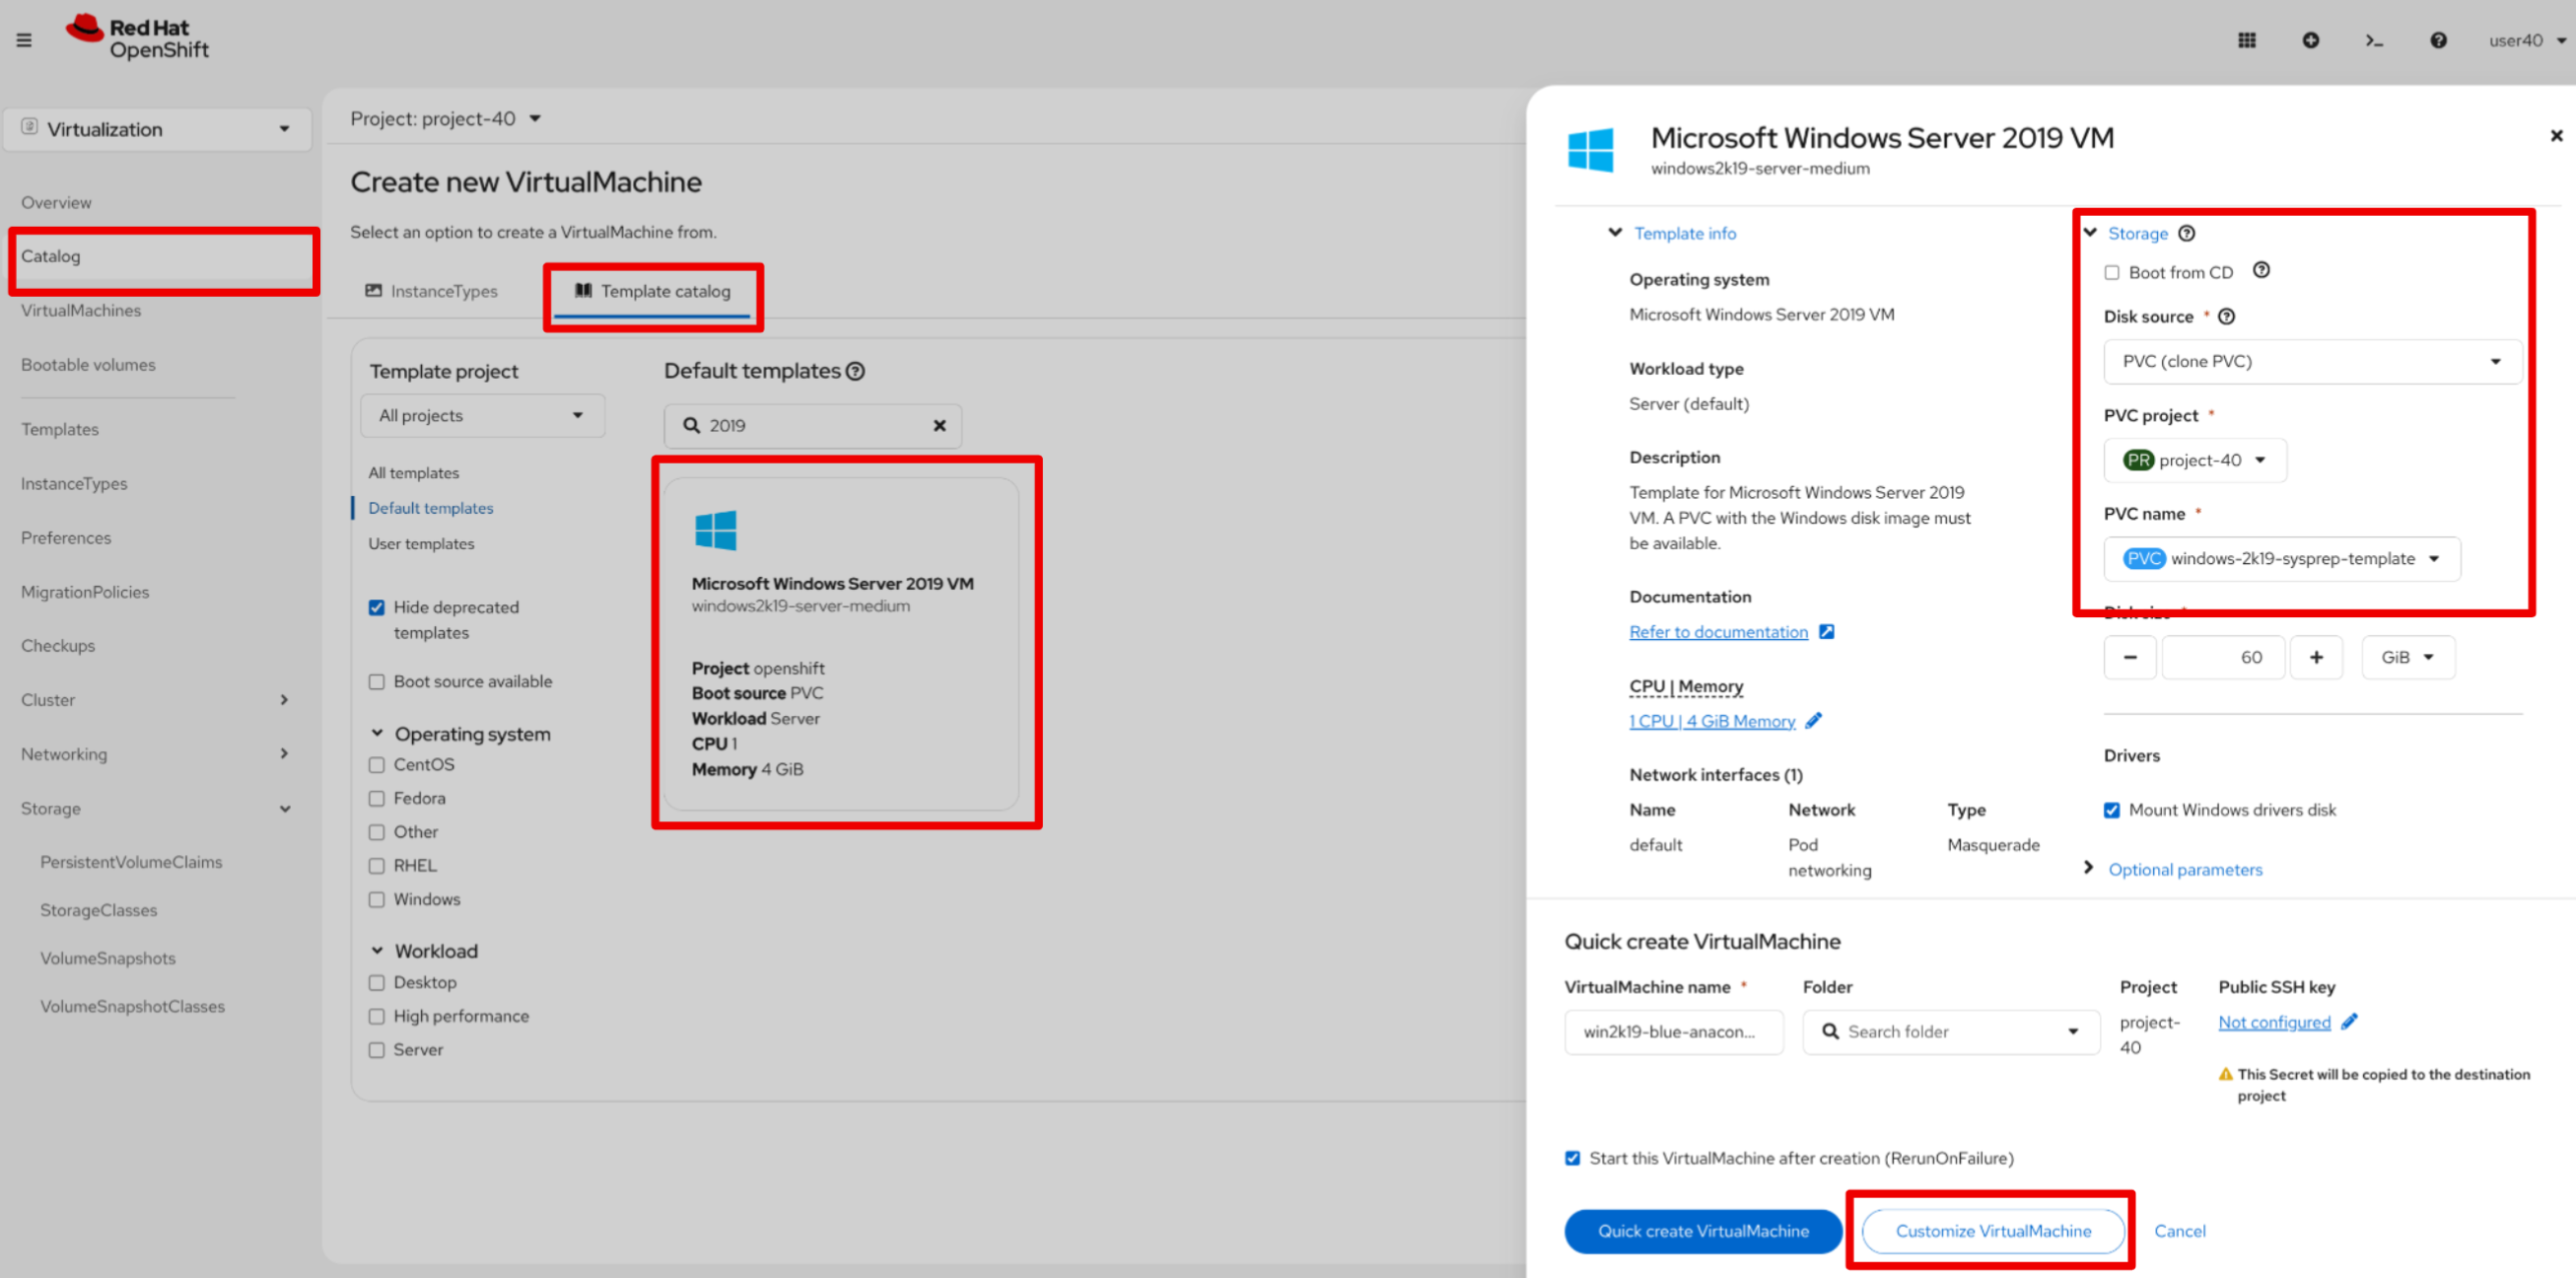 Red Hat
OpenShift
user40
Virtualization
Overview
Catalog
VirtualMachines
Bootable volumes
Templates
InstanceTypes
Preferences
MigrationPolicies
Checkups
Cluster
Networking
Storage
PersistentVolumeClaims
StorageClasses
VolumeSnapshots
VolumeSnapshotClasses
Project: project-40
Create new VirtualMachine
Select an option to create a VirtualMachine from.
InstanceTypes
Template catalog
Template project
All projects
All templates
Default templates
User templates
Hide deprecated
templates
Boot source available
Operating system
CentOS
Fedora
Other
RHEL
Windows
Workload
Desktop
High performance
Server
Default templates
2019
Microsoft Windows Server 2019 VM
windows2k19-server-medium
Project openshift
Boot source PVC
Workload Server
CPU 1
Memory 4 GiB
Microsoft Windows Server 2019 VM
windows2k19-server-medium
Template info
Operating system
Microsoft Windows Server 2019 VM
Workload type
Server (default)
Description
Template for Microsoft Windows Server 2019
VM. A PVC with the Windows disk image must
be available.
Documentation
Refer to documentation
CPU | Memory
1 CPU | 4 GiB Memory
Network interfaces (1)
Name Network Type
default Pod Masquerade
networking
Storage
Boot from CD
Disk source *
PVC (clone PVC)
PVC project *
PR project-40
PVC name *
PVC windows-2k19-sysprep-template
Disk size *
60 GiB
Drivers
Mount Windows drivers disk
Optional parameters
Quick create VirtualMachine
VirtualMachine name *
win2k19-blue-anacon...
Folder
Search folder
Project
project-
40
Public SSH key
Not configured
This Secret will be copied to the destination
project
Start this VirtualMachine after creation (RerunOnFailure)
Quick create VirtualMachine
Customize VirtualMachine
Cancel